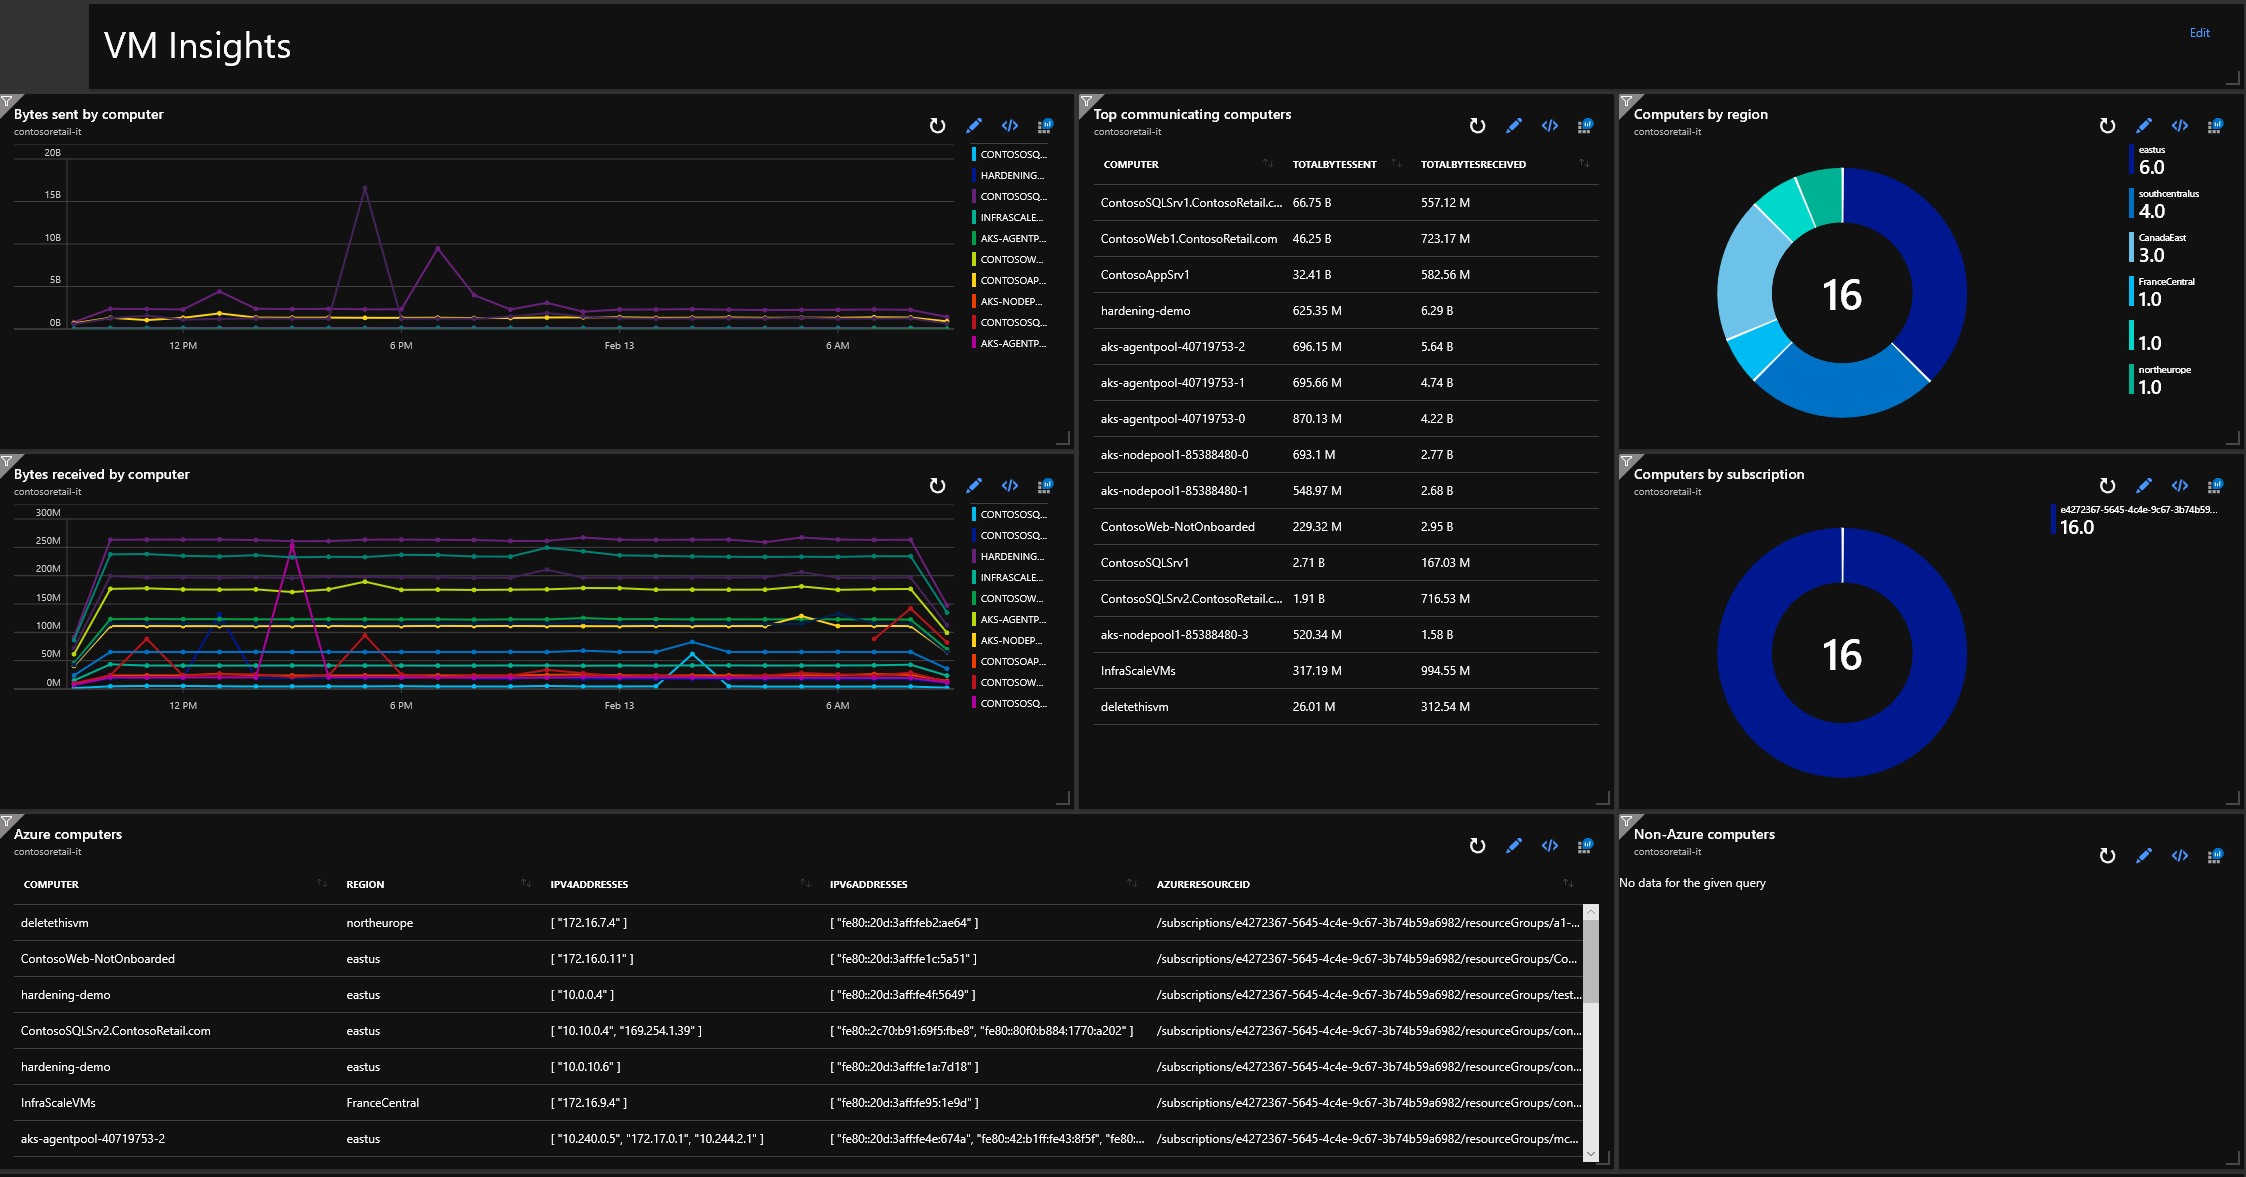 VM Insights
Edit
Bytes sent by computer
contosoretail-it
20B
15B
10B
5B
0B
12 PM
6 PM
Feb 13
6 AM
CONTOSOSQ...
HARDENING...
CONTOSOSQ...
INFRASCALE...
AKS-AGENTP...
CONTOSOW...
CONTOSOAP...
AKS-NODEP...
CONTOSOSQ...
AKS-AGENTP...
Bytes received by computer
contosoretail-it
300M
250M
200M
150M
100M
50M
0M
12 PM
6 PM
Feb 13
6 AM
CONTOSOSQ...
CONTOSOSQ...
HARDENING...
INFRASCALE...
CONTOSOW...
AKS-AGENTP...
AKS-NODEP...
CONTOSOAP...
CONTOSOW...
CONTOSOSQ...
Top communicating computers
contosoretail-it
COMPUTER TOTALBYTESSENT TOTALBYTESRECEIVED
ContosoSQLSrv1.ContosoRetail.c... 66.75 B 557.12 M
ContosoWeb1.ContosoRetail.com 46.25 B 723.17 M
ContosoAppSrv1 32.41 B 582.56 M
hardening-demo 625.35 M 6.29 B
aks-agentpool-40719753-2 696.15 M 5.64 B
aks-agentpool-40719753-1 695.66 M 4.74 B
aks-agentpool-40719753-0 870.13 M 4.22 B
aks-nodepool1-85388480-0 693.1 M 2.77 B
aks-nodepool1-85388480-1 548.97 M 2.68 B
ContosoWeb-NotOnboarded 229.32 M 2.95 B
ContosoSQLSrv1 2.71 B 167.03 M
ContosoSQLSrv2.ContosoRetail.c... 1.91 B 716.53 M
aks-nodepool1-85388480-3 520.34 M 1.58 B
InfraScaleVMs 317.19 M 994.55 M
deletethisvm 26.01 M 312.54 M
Computers by region
contosoretail-it
16
eastus
6.0
southcentralus
4.0
CanadaEast
3.0
FranceCentral
1.0
1.0
northeurope
1.0
Computers by subscription
contosoretail-it
e4272367-5645-4c4e-9c67-3b74b59...
16.0
16
Azure computers
contosoretail-it
COMPUTER REGION IPV4ADDRESSES IPV6ADDRESSES AZURERESOURCEID
deletethisvm northeurope [ "172.16.7.4" ] [ "fe80::20d:3aff:feb2:ae64" ] /subscriptions/e4272367-5645-4c4e-9c67-3b74b59a6982/resourceGroups/a1-...
ContosoWeb-NotOnboarded eastus [ "172.16.0.11" ] [ "fe80::20d:3aff:fe1c:5a51" ] /subscriptions/e4272367-5645-4c4e-9c67-3b74b59a6982/resourceGroups/Co...
hardening-demo eastus [ "10.0.0.4" ] [ "fe80::20d:3aff:fe4f:5649" ] /subscriptions/e4272367-5645-4c4e-9c67-3b74b59a6982/resourceGroups/test...
ContosoSQLSrv2.ContosoRetail.com eastus [ "10.10.0.4", "169.254.1.39" ] [ "fe80::2c70:b91:69f5:fbe8", "fe80::80f0:b884:1770:a202" ] /subscriptions/e4272367-5645-4c4e-9c67-3b74b59a6982/resourceGroups/con...
hardening-demo eastus [ "10.0.10.6" ] [ "fe80::20d:3aff:fe1a:7d18" ] /subscriptions/e4272367-5645-4c4e-9c67-3b74b59a6982/resourceGroups/con...
InfraScaleVMs FranceCentral [ "172.16.9.4" ] [ "fe80::20d:3aff:fe95:1e9d" ] /subscriptions/e4272367-5645-4c4e-9c67-3b74b59a6982/resourceGroups/con...
aks-agentpool-40719753-2 eastus [ "10.240.0.5", "172.17.0.1", "10.244.2.1" ] [ "fe80::20d:3aff:fe4e:674a", "fe80::42:b1ff:fe43:8f5f", "fe80:... /subscriptions/e4272367-5645-4c4e-9c67-3b74b59a6982/resourceGroups/mc...
Non-Azure computers
contosoretail-it
No data for the given query